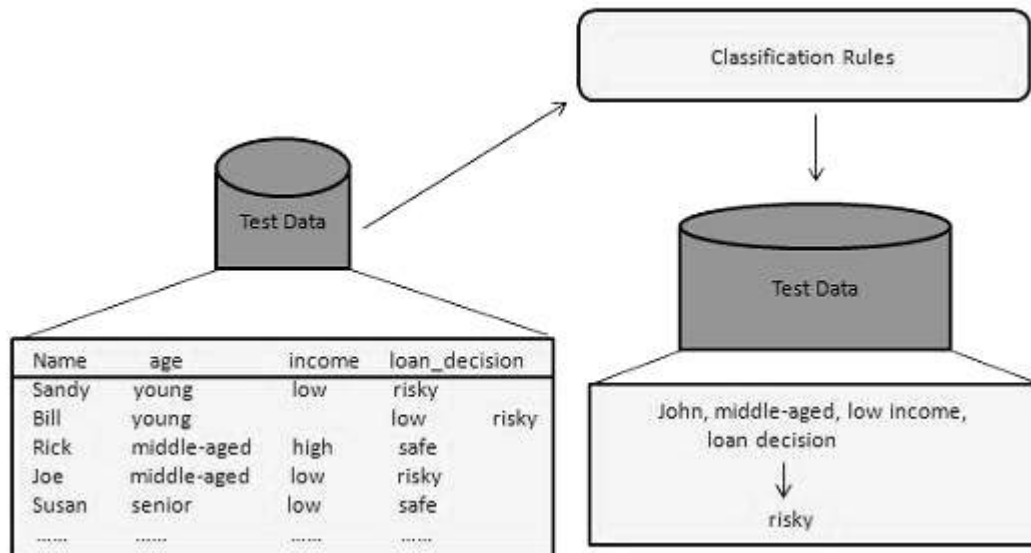 Classification Rules
Test Data
Test Data
Name age income loan_decision
Sandy young low risky
Bill young low risky
Rick middle-aged high safe
Joe middle-aged low risky
Susan senior low safe
...... ...... ...... ......
John, middle-aged, low income,
loan decision
risky